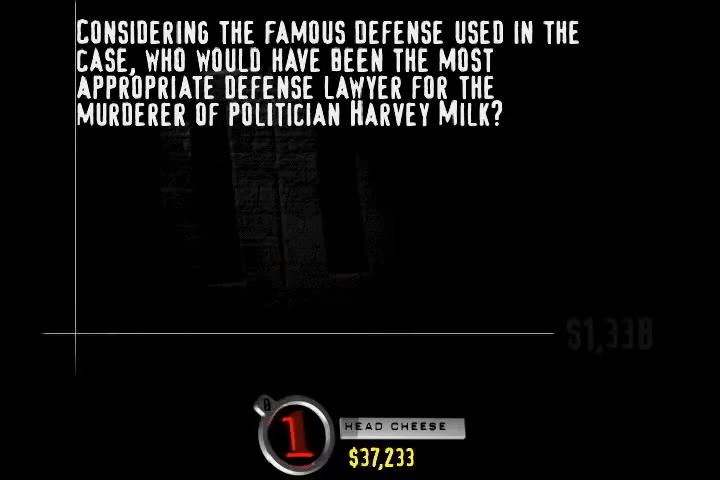 Considering the famous defense used in the
case, who would have been the most
appropriate defense lawyer for the
murderer of politician Harvey Milk?
$1,338
1
HEAD CHEESE
$37,233